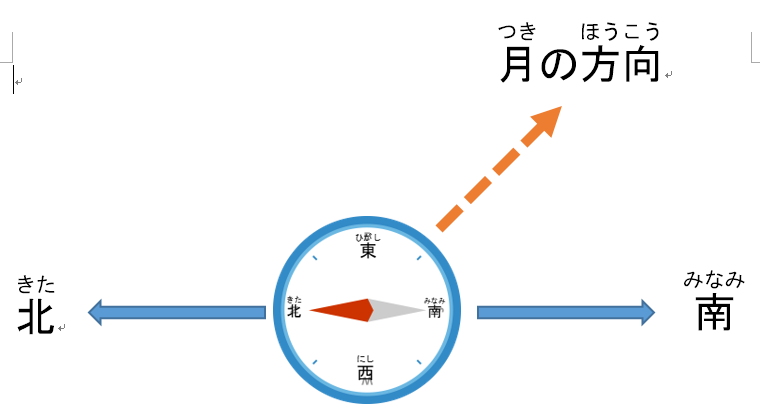 つき ほうこう
月の方向
ひがし
東
きた
北
みなみ
南
にし
西
きた
北
みなみ
南